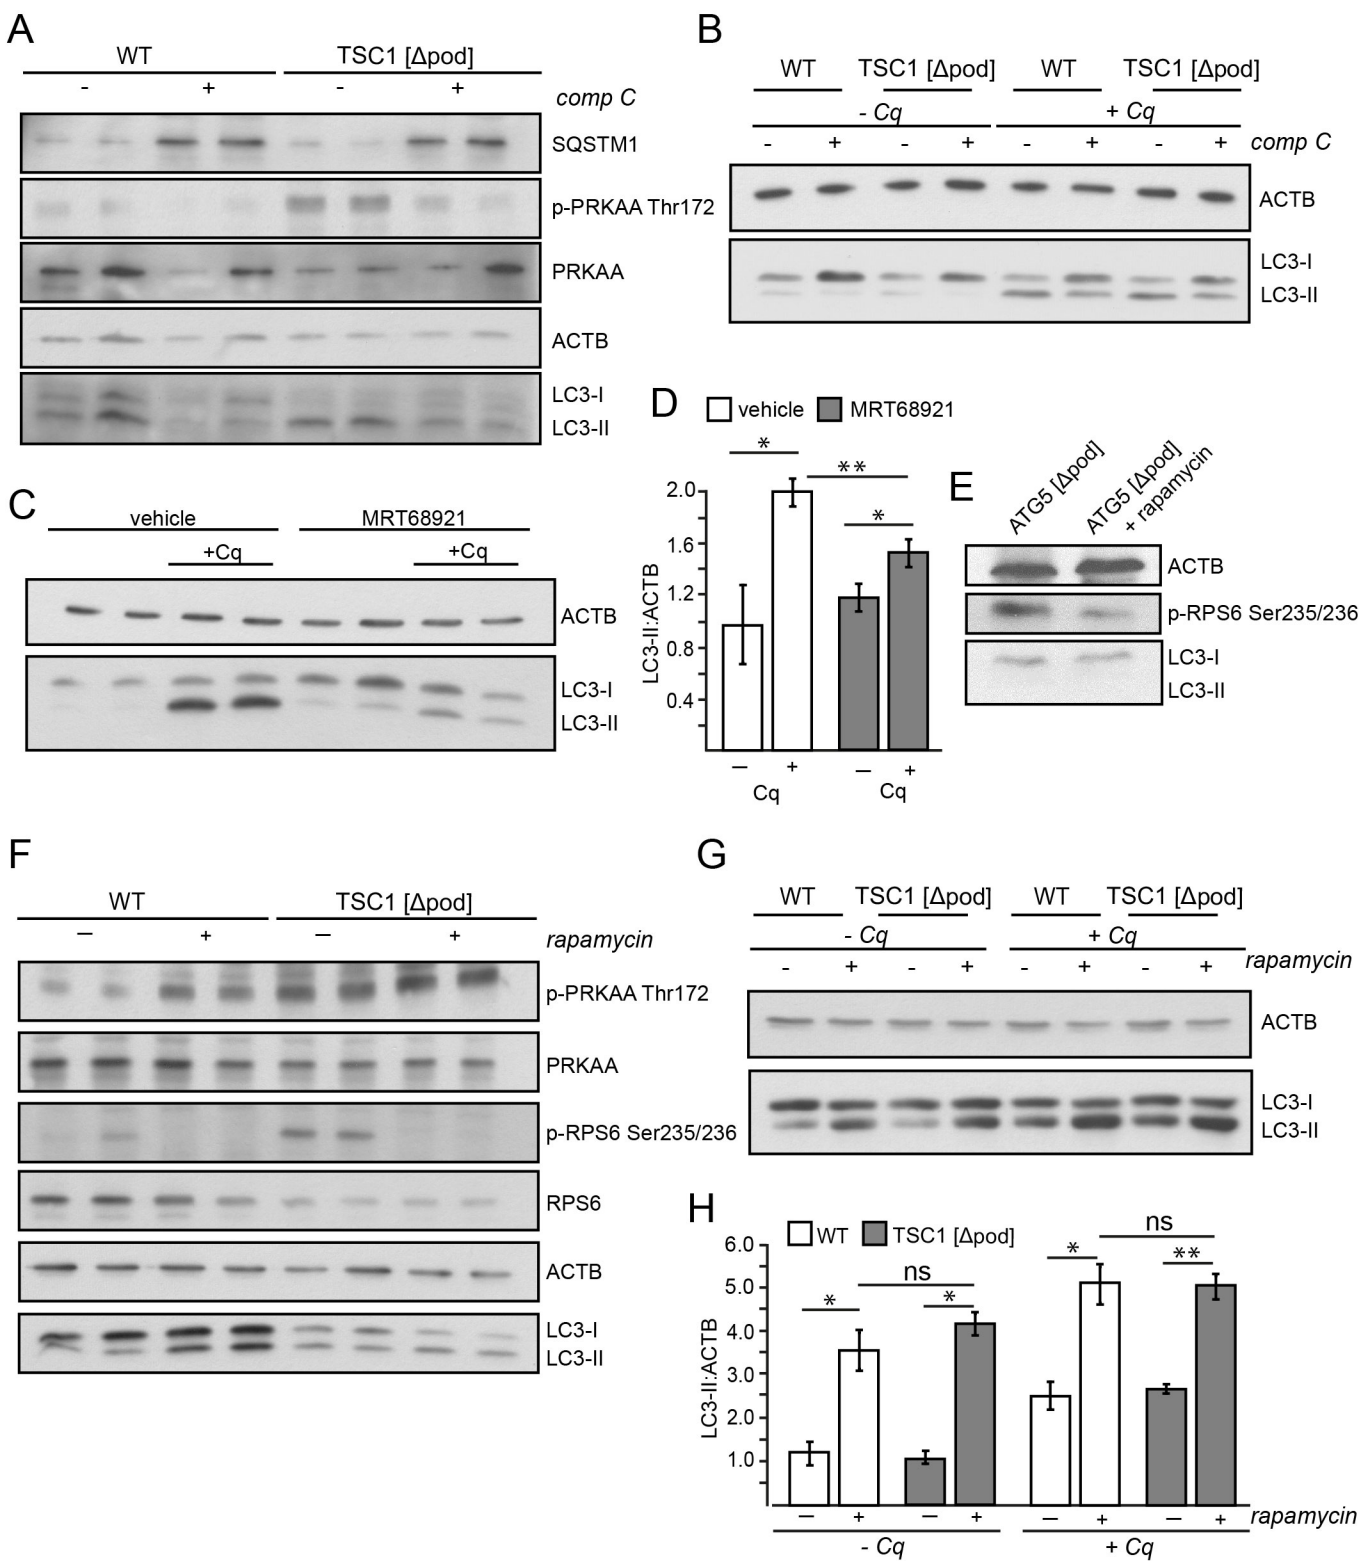 A
WT TSC1 [Δpod]
- + - + comp C
SQSTM1
p-PRKAA Thr172
PRKAA
ACTB
LC3-I
LC3-II
B
WT TSC1 [Δpod] WT TSC1 [Δpod]
- Cq + Cq
- + - + - + - + comp C
ACTB
LC3-I
LC3-II
C
vehicle MRT68921
+Cq +Cq
ACTB
LC3-I
LC3-II
D
vehicle MRT68921
* **
*
LC3-II:ACTB
2.0
1.6
1.2
0.8
0.4
– + – +
Cq Cq
E
ATG5 [Δpod]
ATG5 [Δpod]
+ rapamycin
ACTB
p-RPS6 Ser235/236
LC3-I
LC3-II
F
WT TSC1 [Δpod]
– + – + rapamycin
p-PRKAA Thr172
PRKAA
p-RPS6 Ser235/236
RPS6
ACTB
LC3-I
LC3-II
G
WT TSC1 [Δpod] WT TSC1 [Δpod]
- Cq + Cq
- + - + - + - + rapamycin
ACTB
LC3-I
LC3-II
H
WT TSC1 [Δpod]
ns
* **
ns
* *
LC3-II:ACTB
6.0
5.0
4.0
3.0
2.0
1.0
– + – + – + – + rapamycin
- Cq + Cq